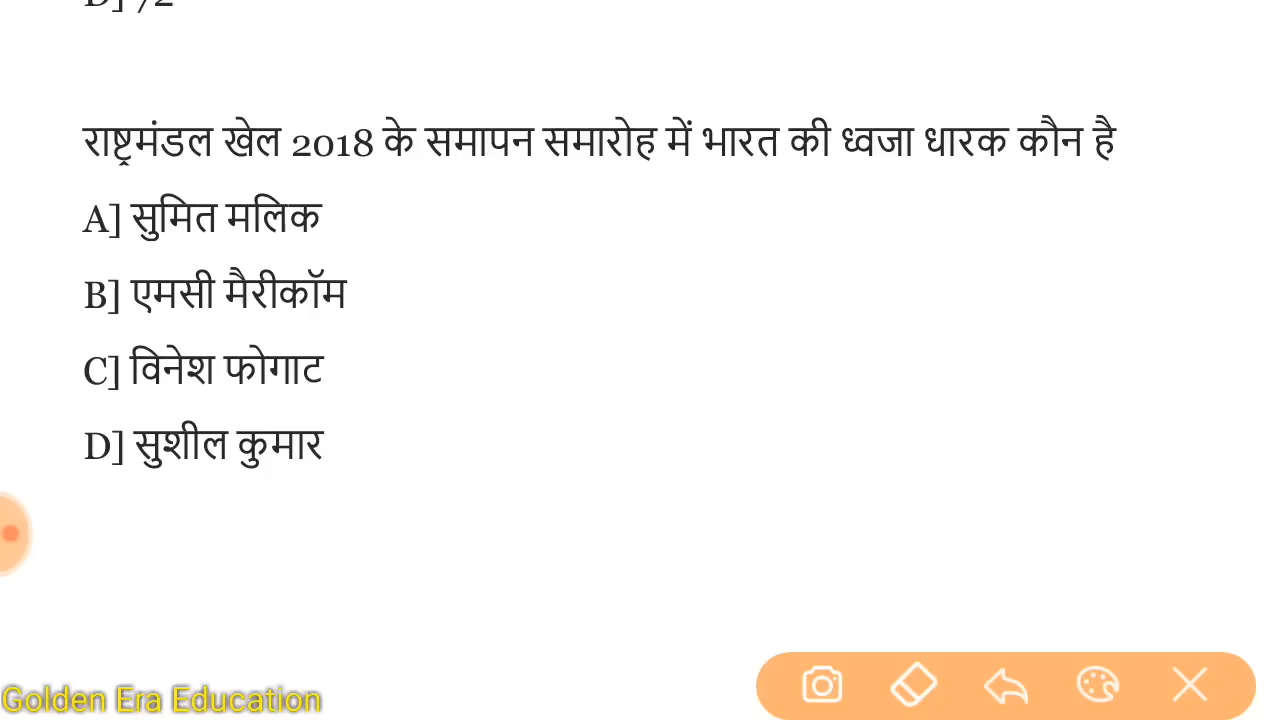 राष्ट्रमंडल खेल 2018 के समापन समारोह में भारत की ध्वजा धारक कौन है
A] सुमित मलिक
B] एमसी मैरीकॉम
C] विनेश फोगाट
D] सुशील कुमार
Golden Era Education